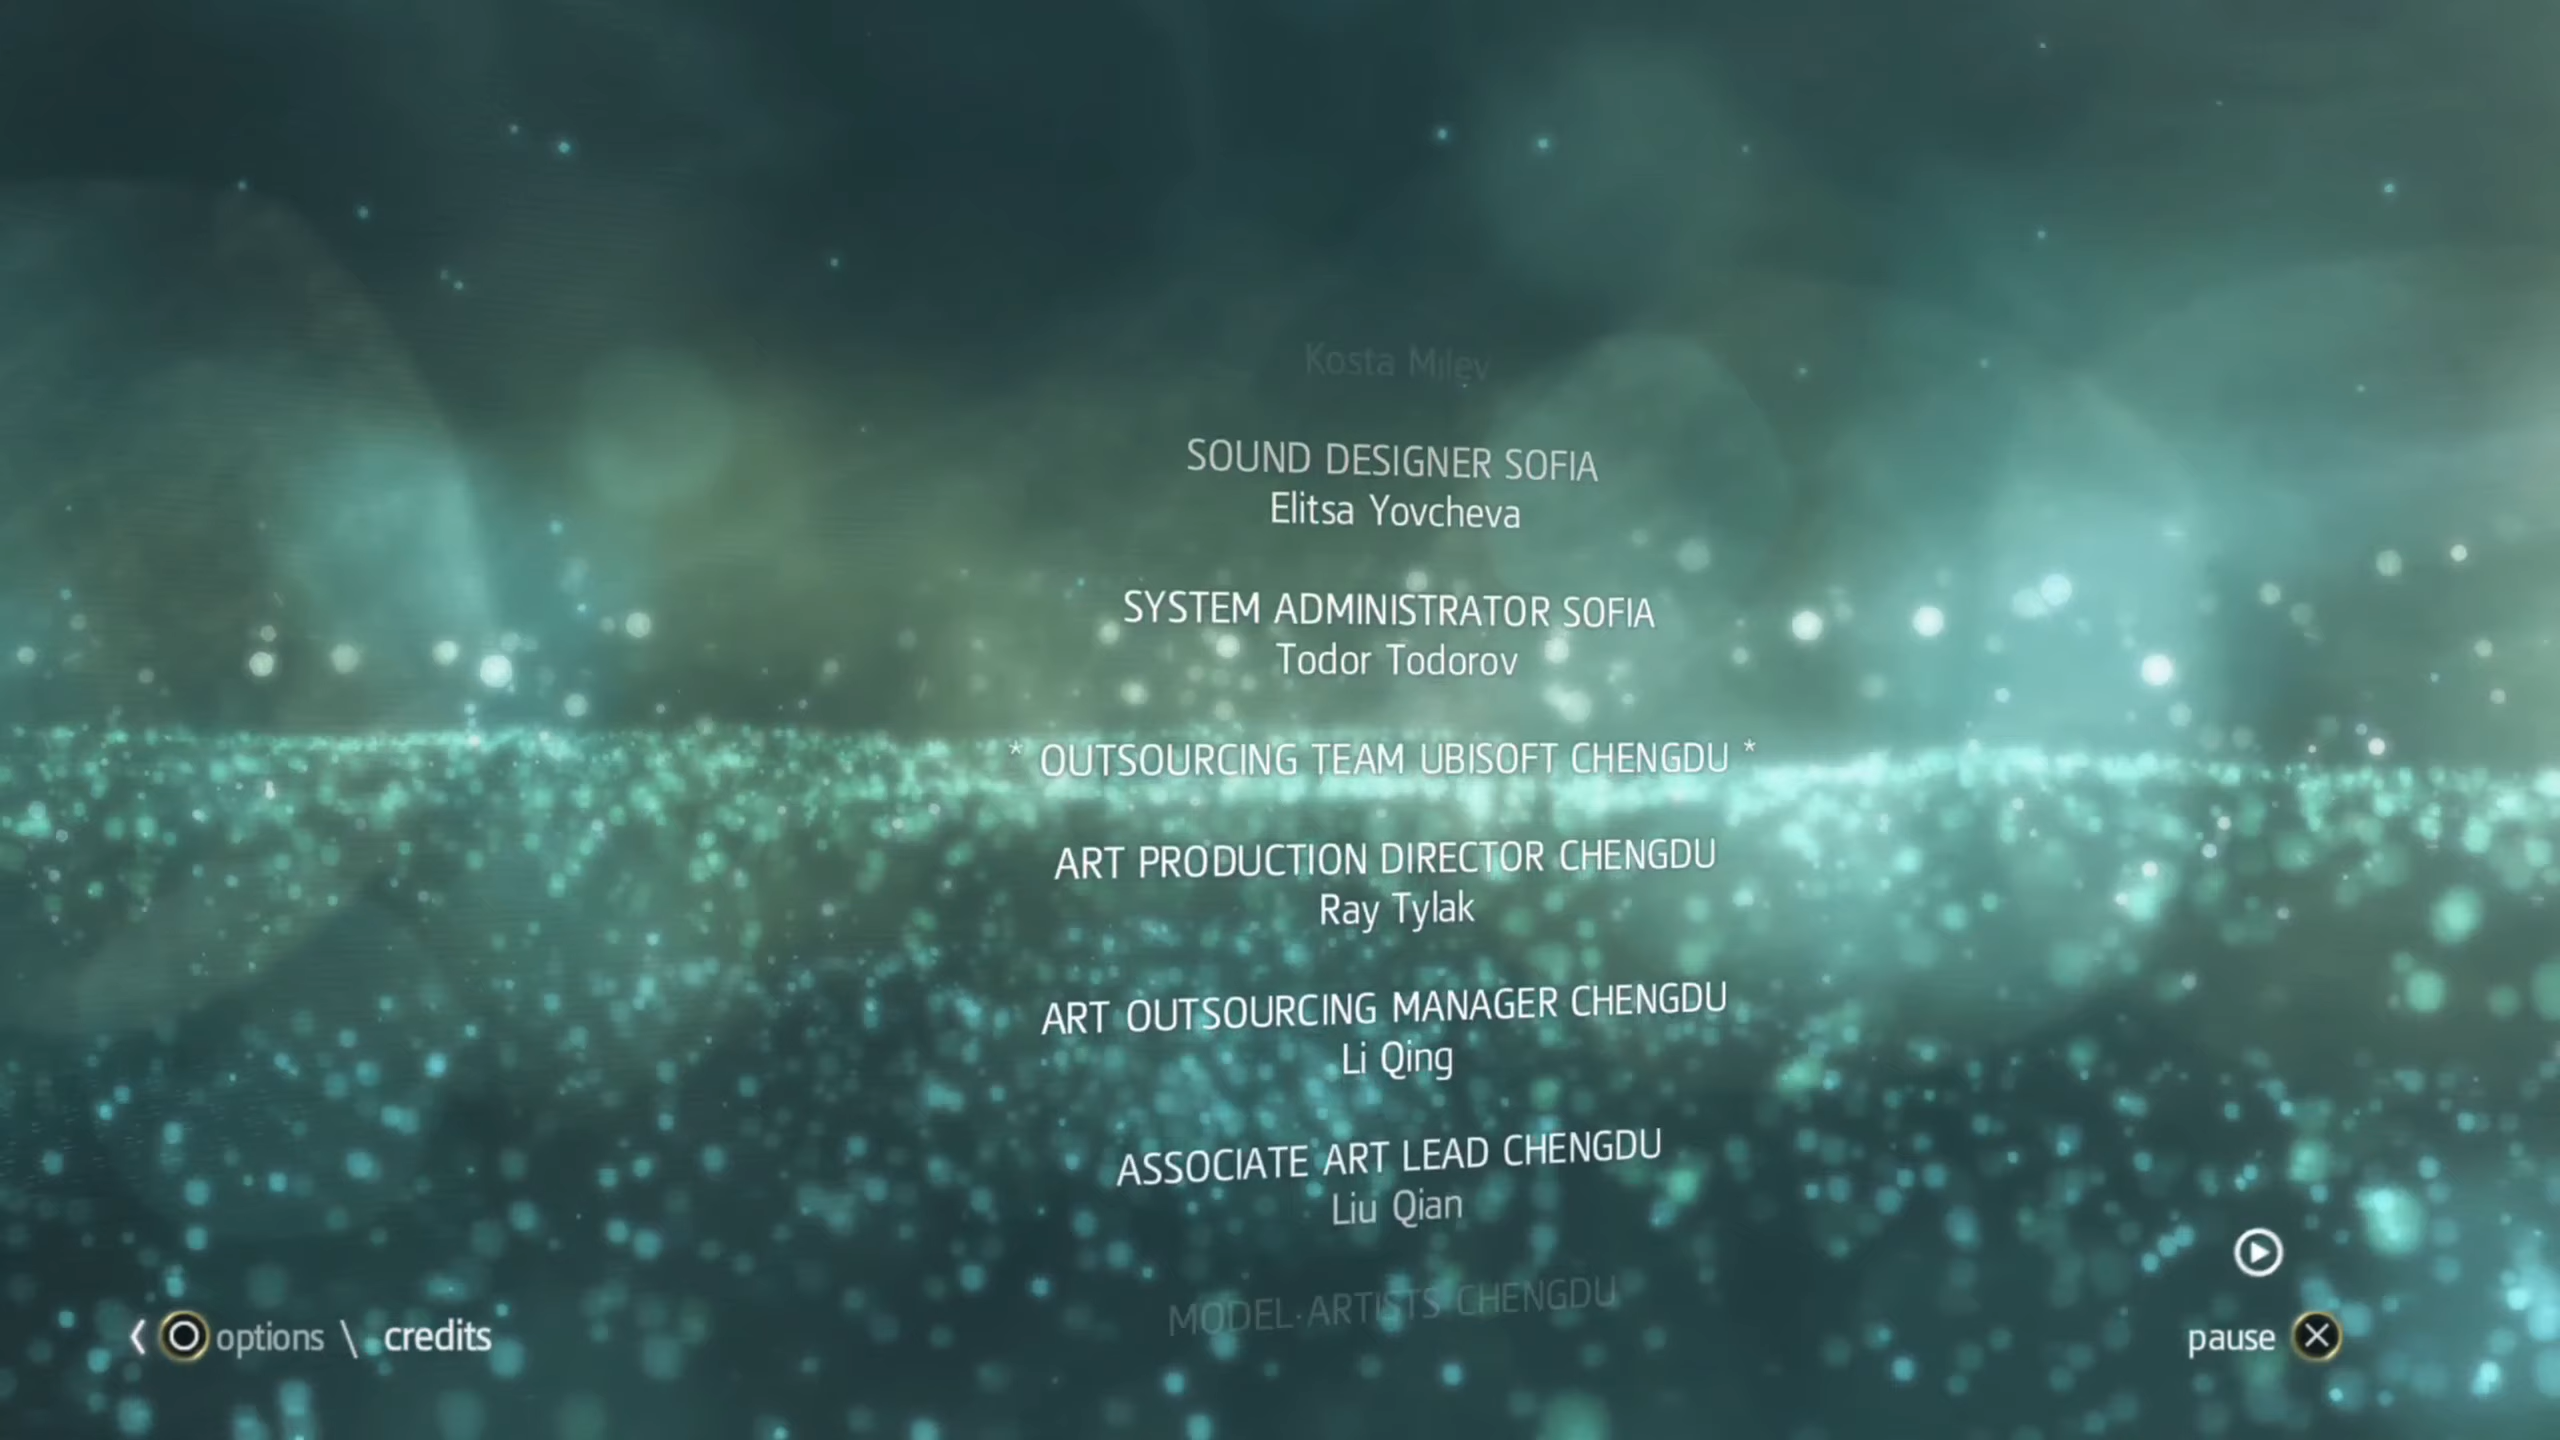 Kosta Milev
SOUND DESIGNER SOFIA
Elitsa Yovcheva
SYSTEM ADMINISTRATOR SOFIA
Todor Todorov
* OUTSOURCING TEAM UBISOFT CHENGDU *
ART PRODUCTION DIRECTOR CHENGDU
Ray Tylak
ART OUTSOURCING MANAGER CHENGDU
Li Qing
ASSOCIATE ART LEAD CHENGDU
Liu Qian
MODEL ARTISTS CHENGDU
options \ credits
pause